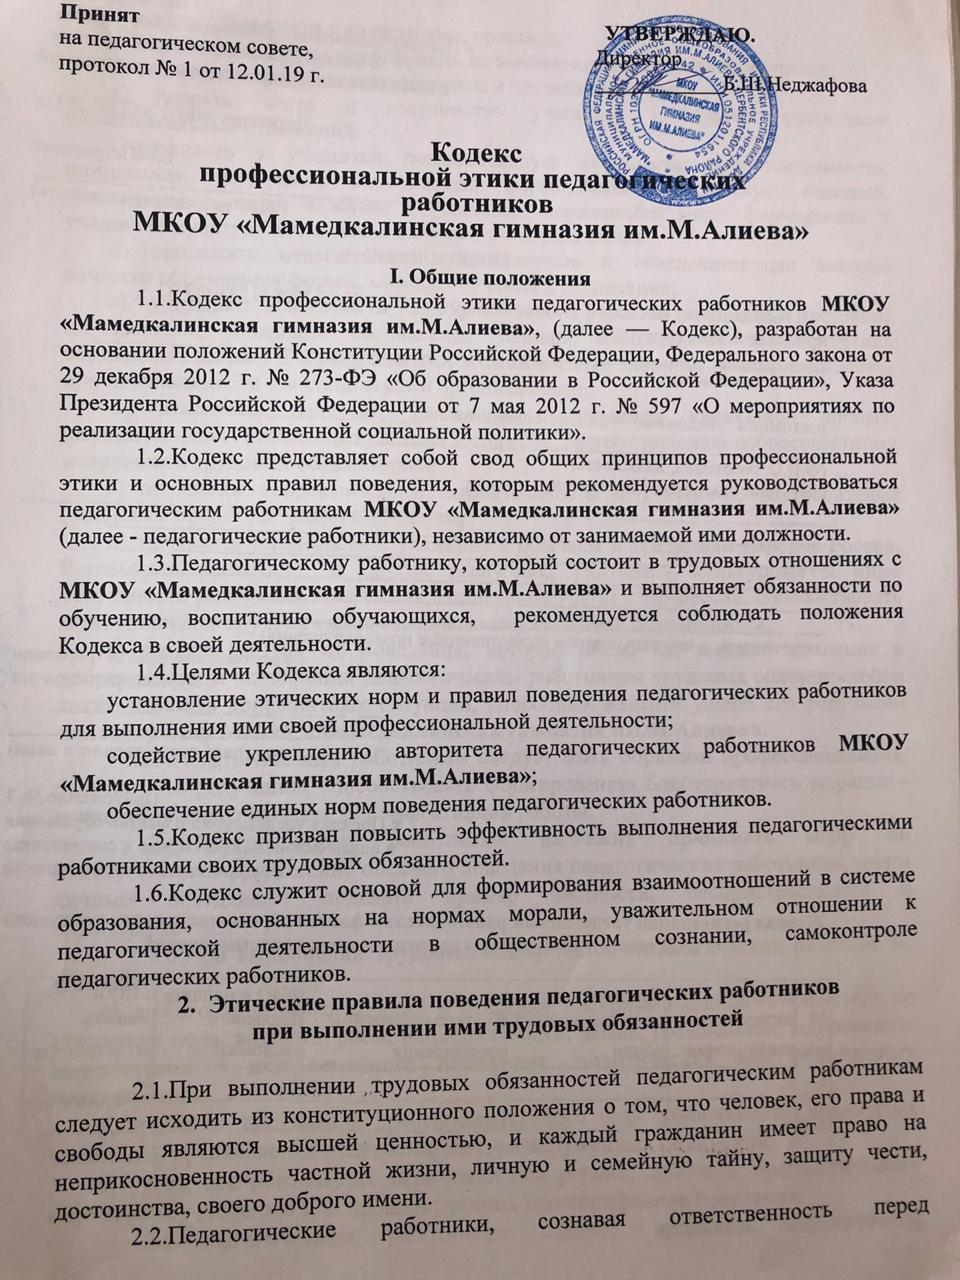 Принят
на педагогическом совете,
протокол № 1 от 12.01.19 г.
УТВЕРЖДАЮ.
Директор
Б.Ш.Неджафова
МКОУ
"МАМЕДКАЛИНСКАЯ
ГИМНАЗИЯ
ИМ.М.АЛИЕВА"
Кодекс
профессиональной этики педагогических
работников
МКОУ «Мамедкалинская гимназия им.М.Алиева»
I. Общие положения
1.1.Кодекс профессиональной этики педагогических работников МКОУ
«Мамедкалинская гимназия им.М.Алиева», (далее — Кодекс), разработан на
основании положений Конституции Российской Федерации, Федерального закона от
29 декабря 2012 г. № 273-ФЭ «Об образовании в Российской Федерации», Указа
Президента Российской Федерации от 7 мая 2012 г. № 597 «О мероприятиях по
реализации государственной социальной политики».
1.2.Кодекс представляет собой свод общих принципов профессиональной
этики и основных правил поведения, которым рекомендуется руководствоваться
педагогическим работникам МКОУ «Мамедкалинская гимназия им.М.Алиева»
(далее - педагогические работники), независимо от занимаемой ими должности.
1.3.Педагогическому работнику, который состоит в трудовых отношениях с
МКОУ «Мамедкалинская гимназия им.М.Алиева» и выполняет обязанности по
обучению, воспитанию обучающихся, рекомендуется соблюдать положения
Кодекса в своей деятельности.
1.4.Целями Кодекса являются:
установление этических норм и правил поведения педагогических работников
для выполнения ими своей профессиональной деятельности;
содействие укреплению авторитета педагогических работников МКОУ
«Мамедкалинская гимназия им.М.Алиева»;
обеспечение единых норм поведения педагогических работников.
1.5.Кодекс призван повысить эффективность выполнения педагогическими
работниками своих трудовых обязанностей.
1.6.Кодекс служит основой для формирования взаимоотношений в системе
образования, основанных на нормах морали, уважительном отношении к
педагогической деятельности в общественном сознании, самоконтроле
педагогических работников.
2. Этические правила поведения педагогических работников
при выполнении ими трудовых обязанностей
2.1.При выполнении трудовых обязанностей педагогическим работникам
следует исходить из конституционного положения о том, что человек, его права и
свободы являются высшей ценностью, и каждый гражданин имеет право на
неприкосновенность частной жизни, личную и семейную тайну, защиту чести,
достоинства, своего доброго имени.
2.2.Педагогические работники, сознавая ответственность перед